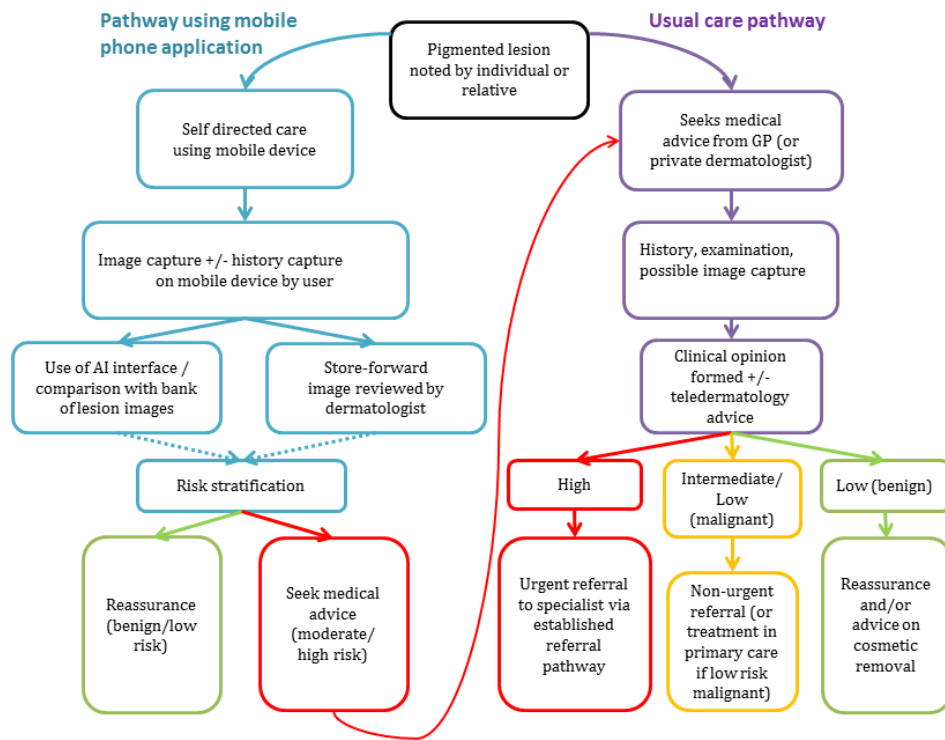 Pathway using mobile
phone application
Usual care pathway
Pigmented lesion
noted by individual or
relative
Self directed care
using mobile device
Seeks medical
advice from GP (or
private dermatologist)
Image capture +/- history capture
on mobile device by user
History, examination,
possible image capture
Use of AI interface /
comparison with bank
of lesion images
Store-forward
image reviewed by
dermatologist
Clinical opinion
formed +/-
teledermatology
advice
Risk stratification
High
Intermediate/
Low
(malignant)
Low (benign)
Reassurance
(benign/low
risk)
Seek medical
advice
(moderate/
high risk)
Urgent referral
to specialist via
established
referral
pathway
Non-urgent
referral (or
treatment in
primary care
if low risk
malignant)
Reassurance
and/or
advice on
cosmetic
removal